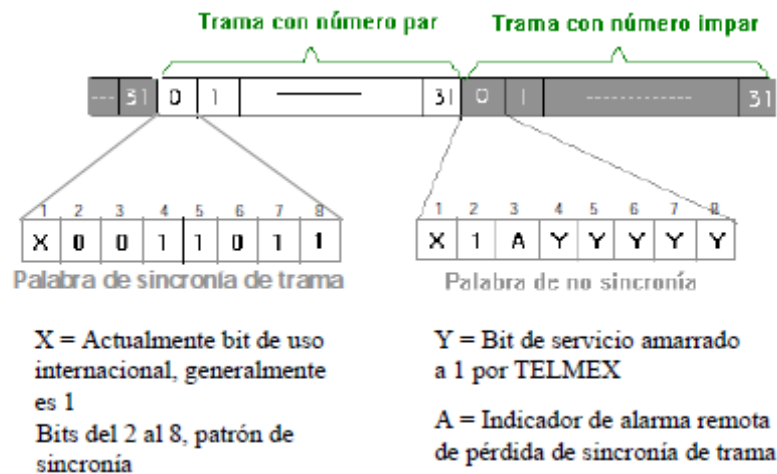 Trama con número par
Trama con número impar
--- 31 0 1 31 0 1 ------------ 31
1 2 3 4 5 6 7 8
X 0 0 1 1 0 1 1
Palabra de sincronía de trama
1 2 3 4 5 6 7 8
X 1 A Y Y Y Y Y
Palabra de no sincronía
X = Actualmente bit de uso
internacional, generalmente
es 1
Bits del 2 al 8, patrón de
sincronía
Y = Bit de servicio amarrado
a 1 por TELMEX
A = Indicador de alarma remota
de pérdida de sincronía de trama